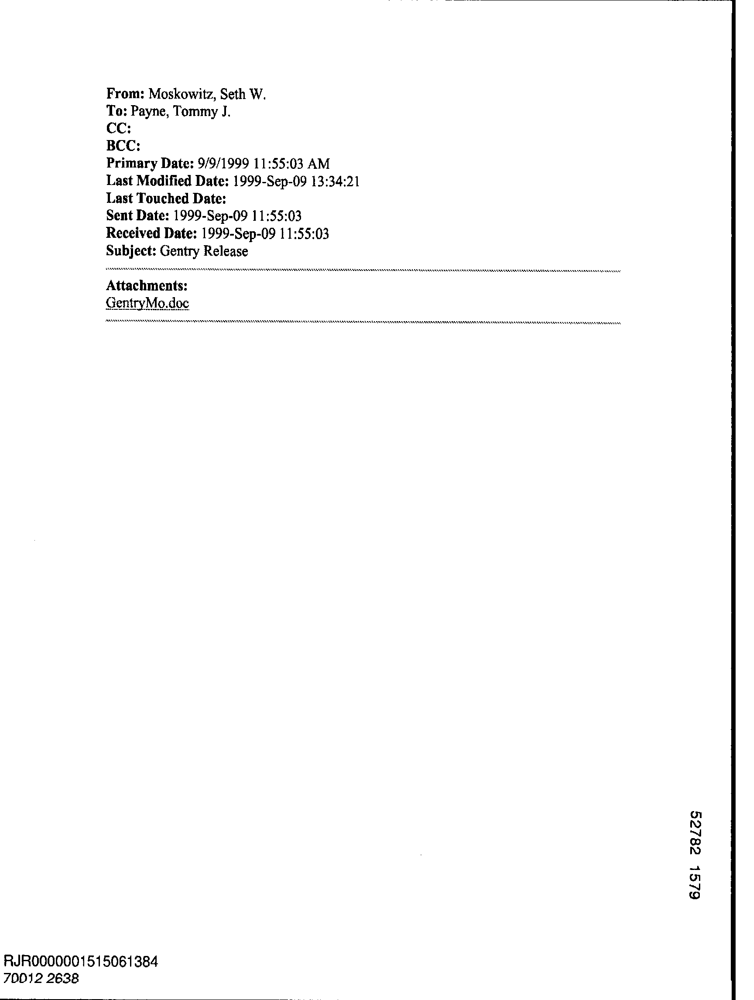 From: Moskowitz, Seth W.
To: Payne, Tommy J.
CC:
BCC:
Primary Date: 9/9/1999 11:55:03 AM
Last Modified Date: 1999-Sep-09 13:34:21
Last Touched Date:
Sent Date: 1999-Sep-09 11:55:03
Received Date: 1999-Sep-09 11:55:03
Subject: Gentry Release
Attachments:
GentryMo.doc
52782 1579
RJR0000001515061384
70012 2638